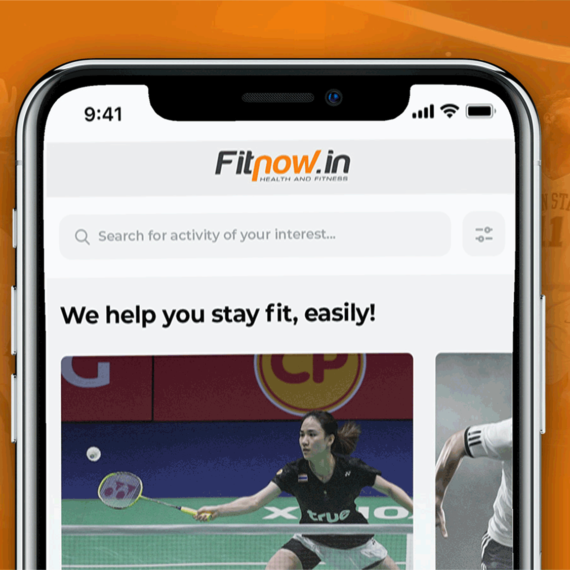 9:41
Fitnow.in
HEALTH AND FITNESS
Search for activity of your interest...
We help you stay fit, easily!
G
CP
true